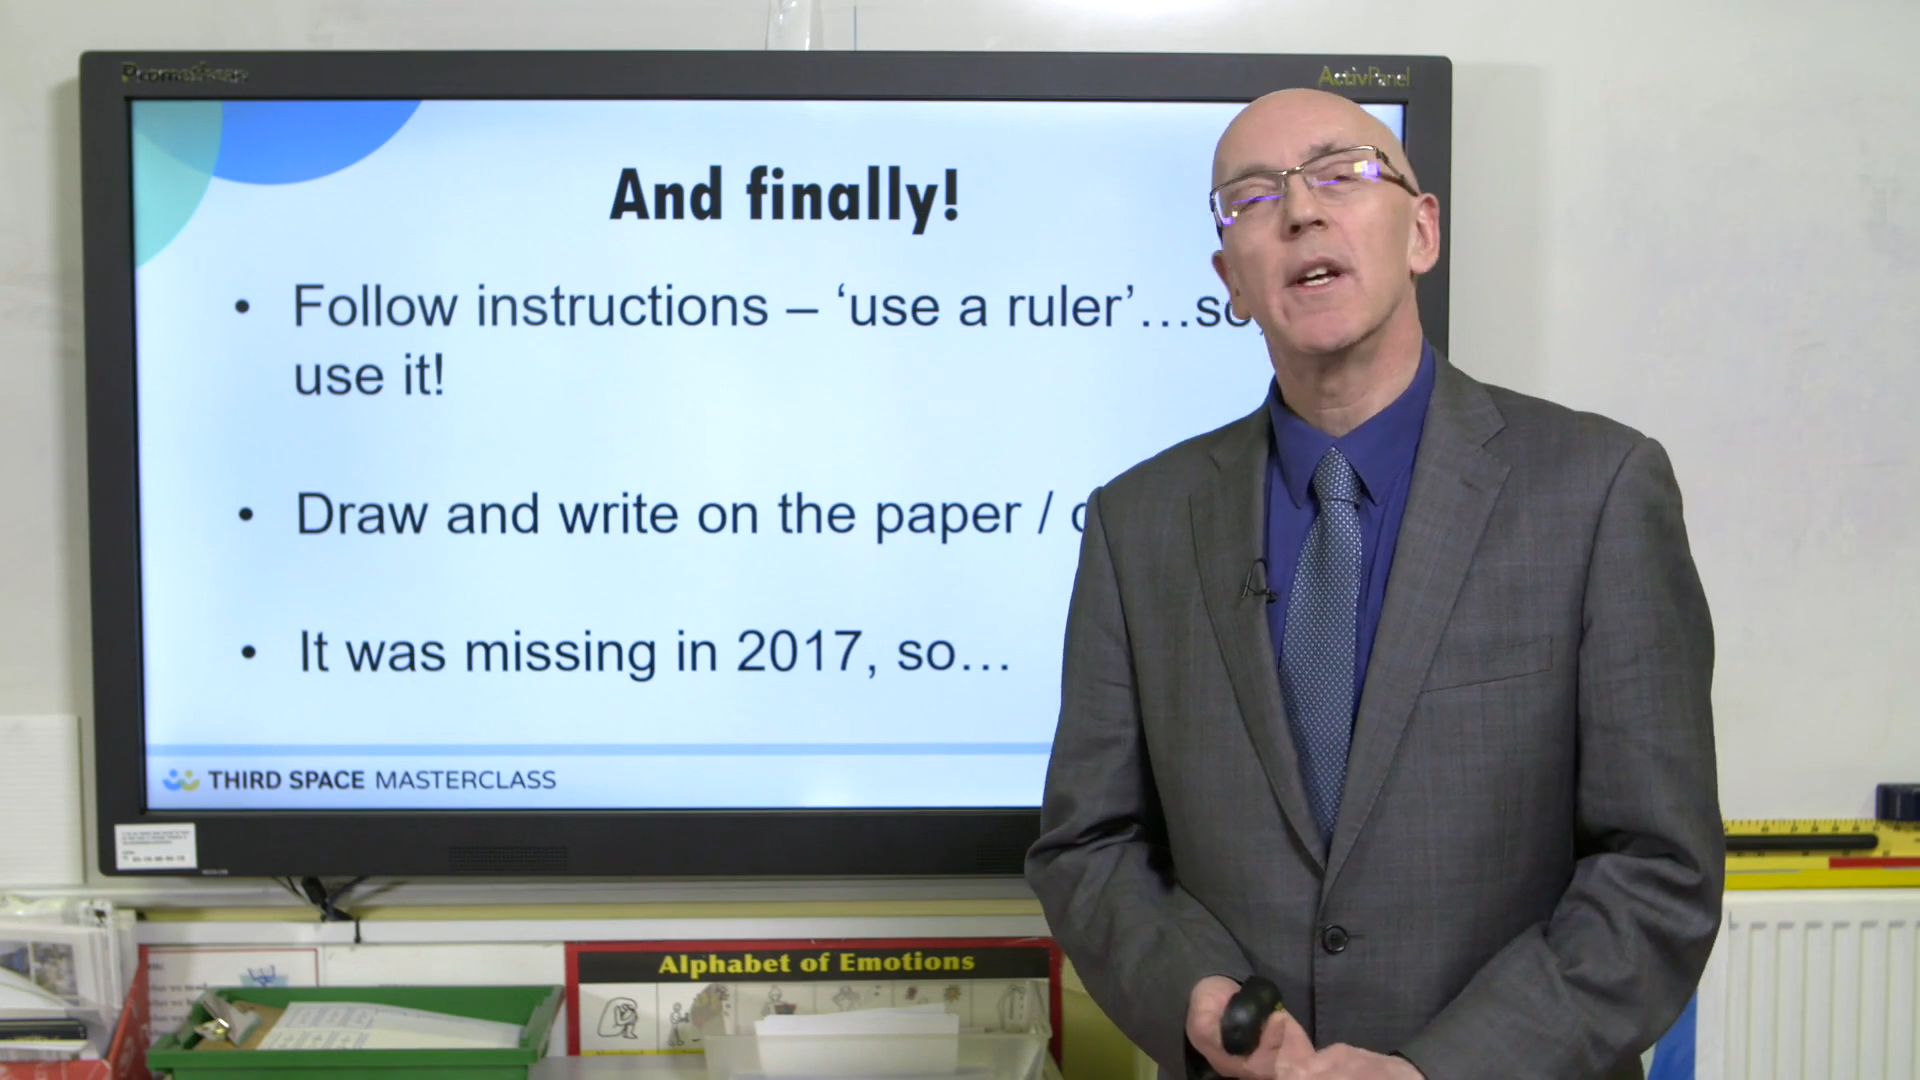 Promethean
ActivPanel
And finally!
• Follow instructions – ‘use a ruler’…so,
use it!
• Draw and write on the paper /
• It was missing in 2017, so…
THIRD SPACE MASTERCLASS
Alphabet of Emotions